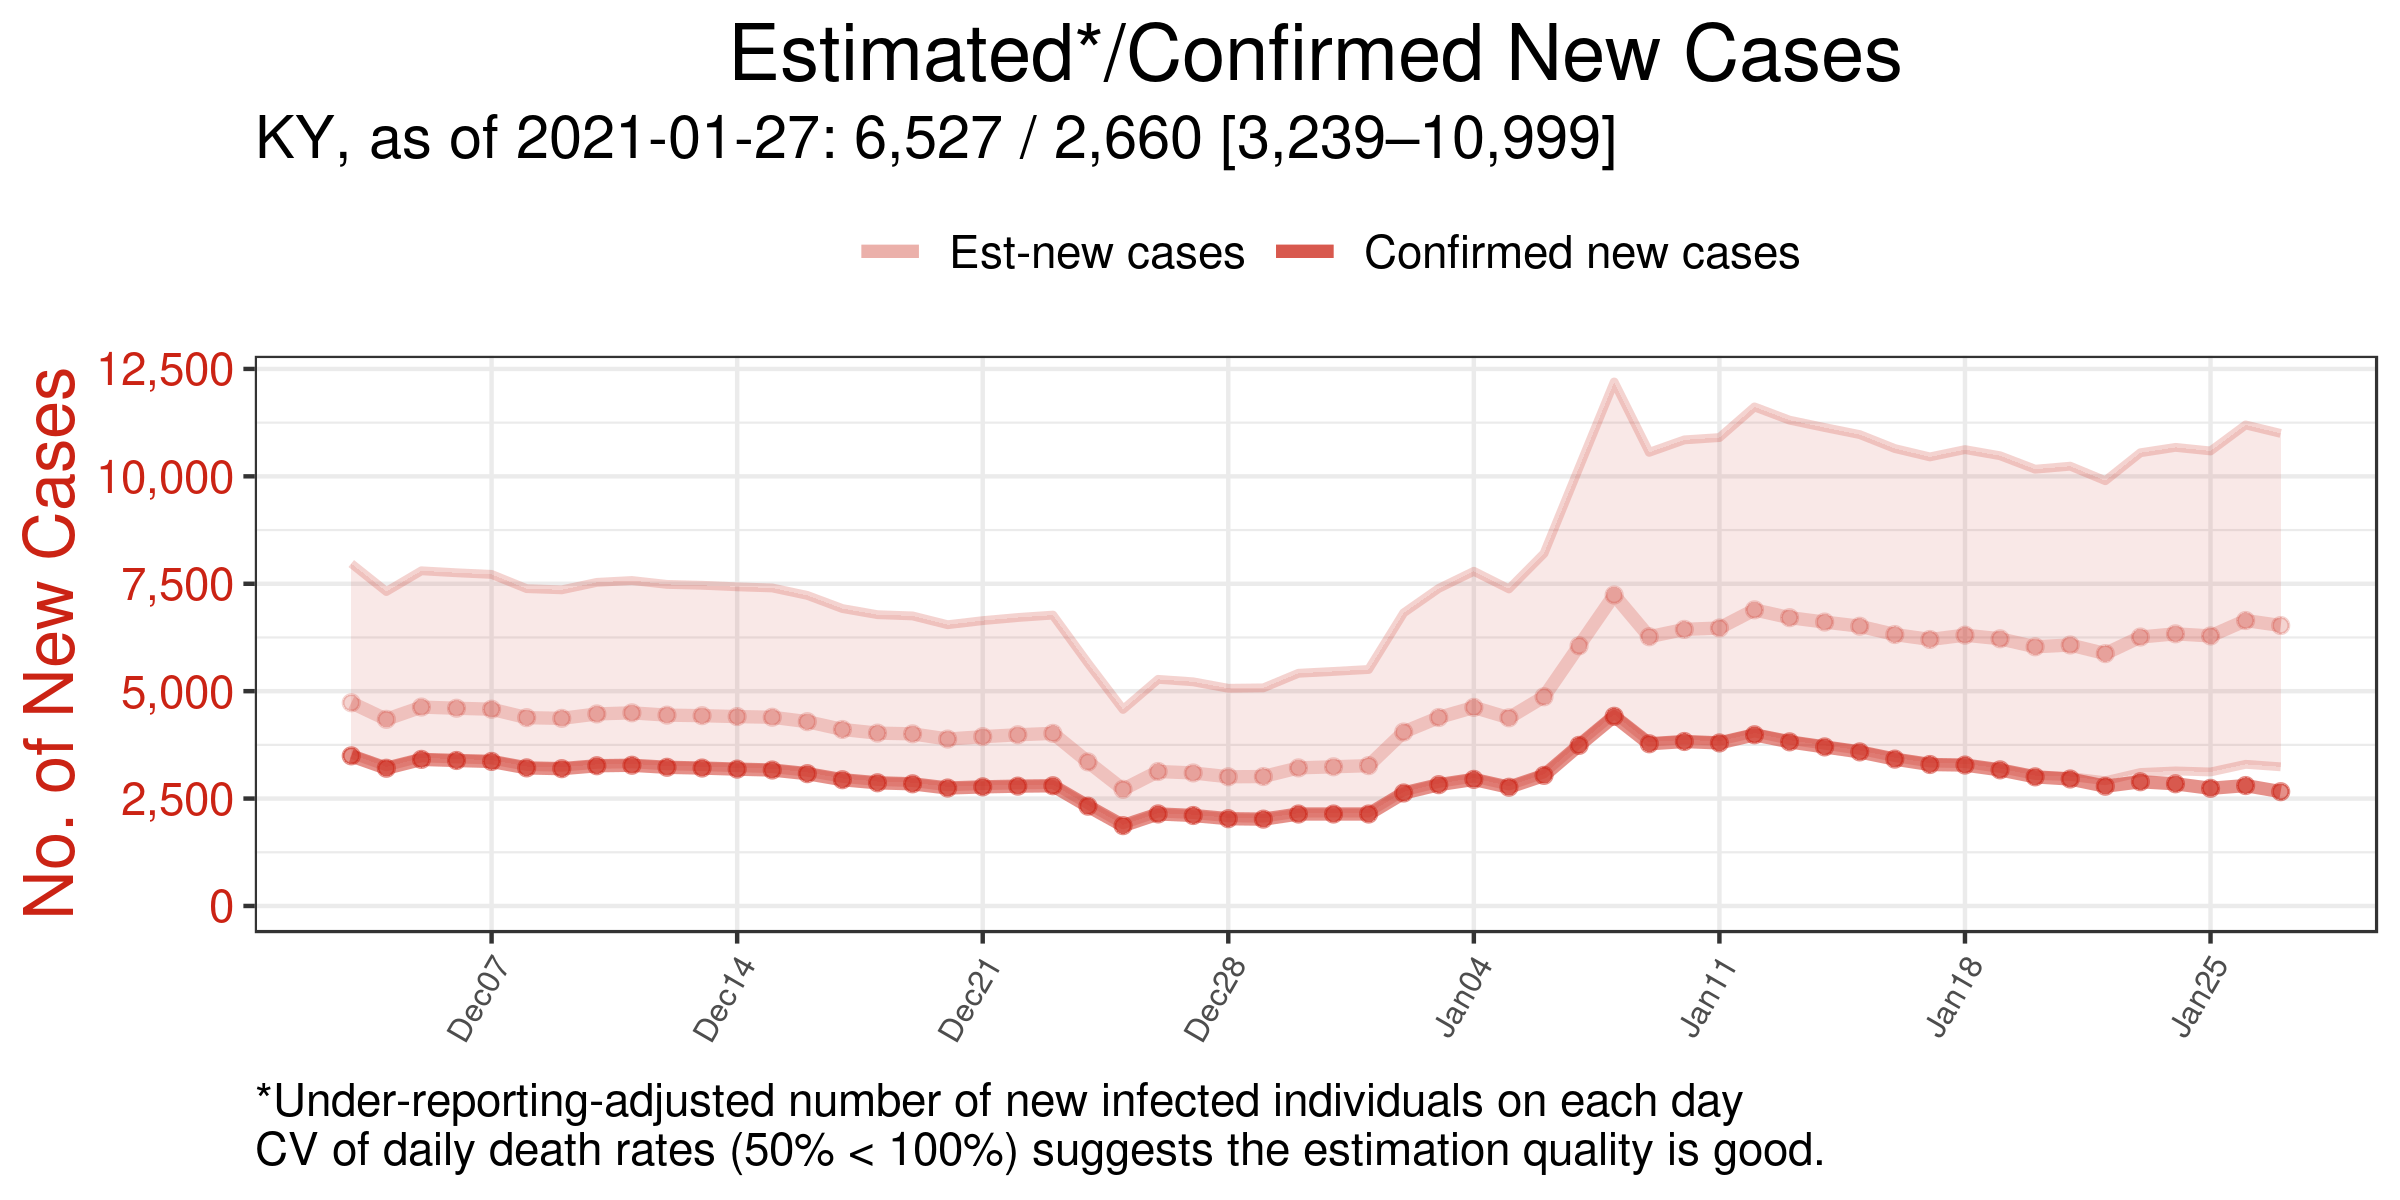 Estimated*/Confirmed New Cases
KY, as of 2021-01-27: 6,527 / 2,660 [3,239–10,999]
Est-new cases
Confirmed new cases
No. of New Cases
12,500
10,000
7,500
5,000
2,500
0
Dec07
Dec14
Dec21
Dec28
Jan04
Jan11
Jan18
Jan25
*Under-reporting-adjusted number of new infected individuals on each day
CV of daily death rates (50% < 100%) suggests the estimation quality is good.